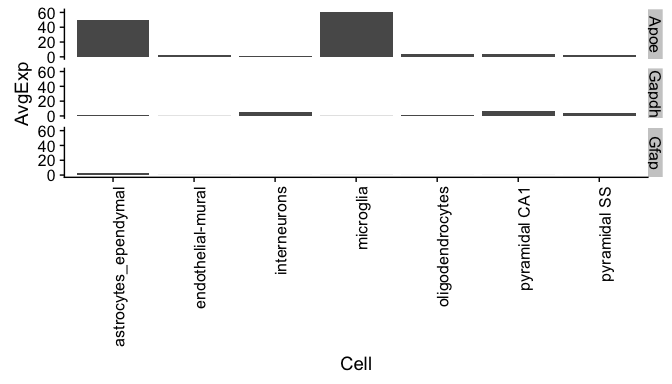 AvgExp
60
40
20
0
Apoe
60
40
20
0
Gapdh
60
40
20
0
Gfap
astrocytes_ependymal
endothelial-mural
interneurons
microglia
oligodendrocytes
pyramidal CA1
pyramidal SS
Cell